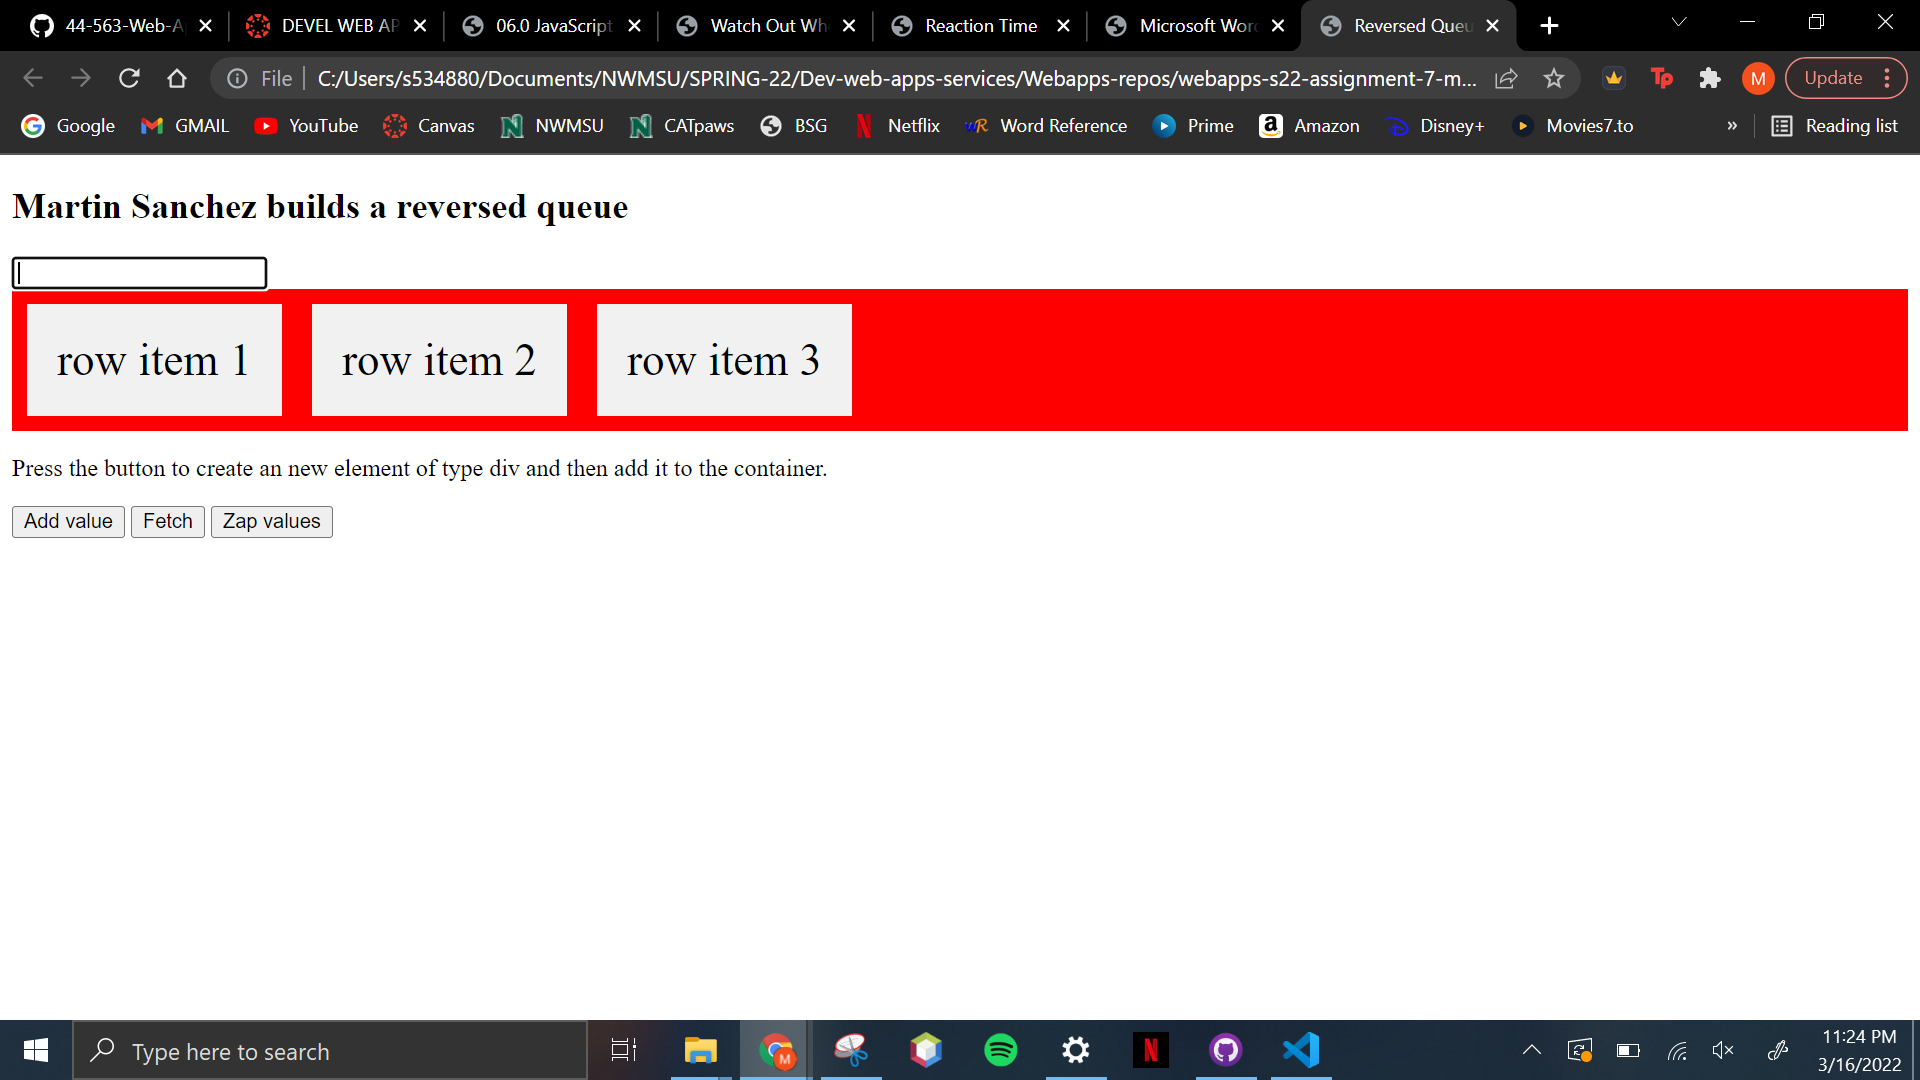 44-563-Web-A DEVEL WEB AP 06.0 JavaScript Watch Out Wh Reaction Time Microsoft Wor Reversed Queu
File C:/Users/s534880/Documents/NWMSU/SPRING-22/Dev-web-apps-services/Webapps-repos/webapps-s22-assignment-7-m... Tp M Update
Google GMAIL YouTube Canvas NWMSU CATpaws BSG Netflix Word Reference Prime Amazon Disney+ Movies7.to » Reading list
Martin Sanchez builds a reversed queue
row item 1 row item 2 row item 3
Press the button to create an new element of type div and then add it to the container.
Add value Fetch Zap values
Type here to search 11:24 PM
3/16/2022